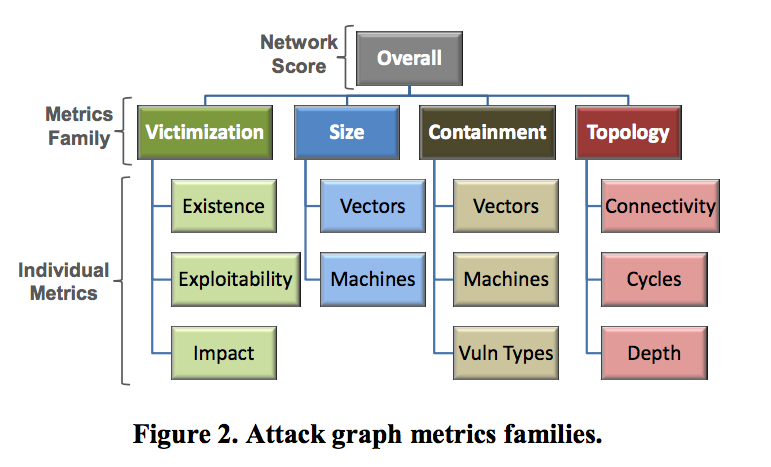 Network
Score
Overall
Metrics
Family
Victimization
Size
Containment
Topology
Individual
Metrics
Existence
Vectors
Vectors
Connectivity
Exploitability
Machines
Machines
Cycles
Impact
Vuln Types
Depth
Figure 2. Attack graph metrics families.